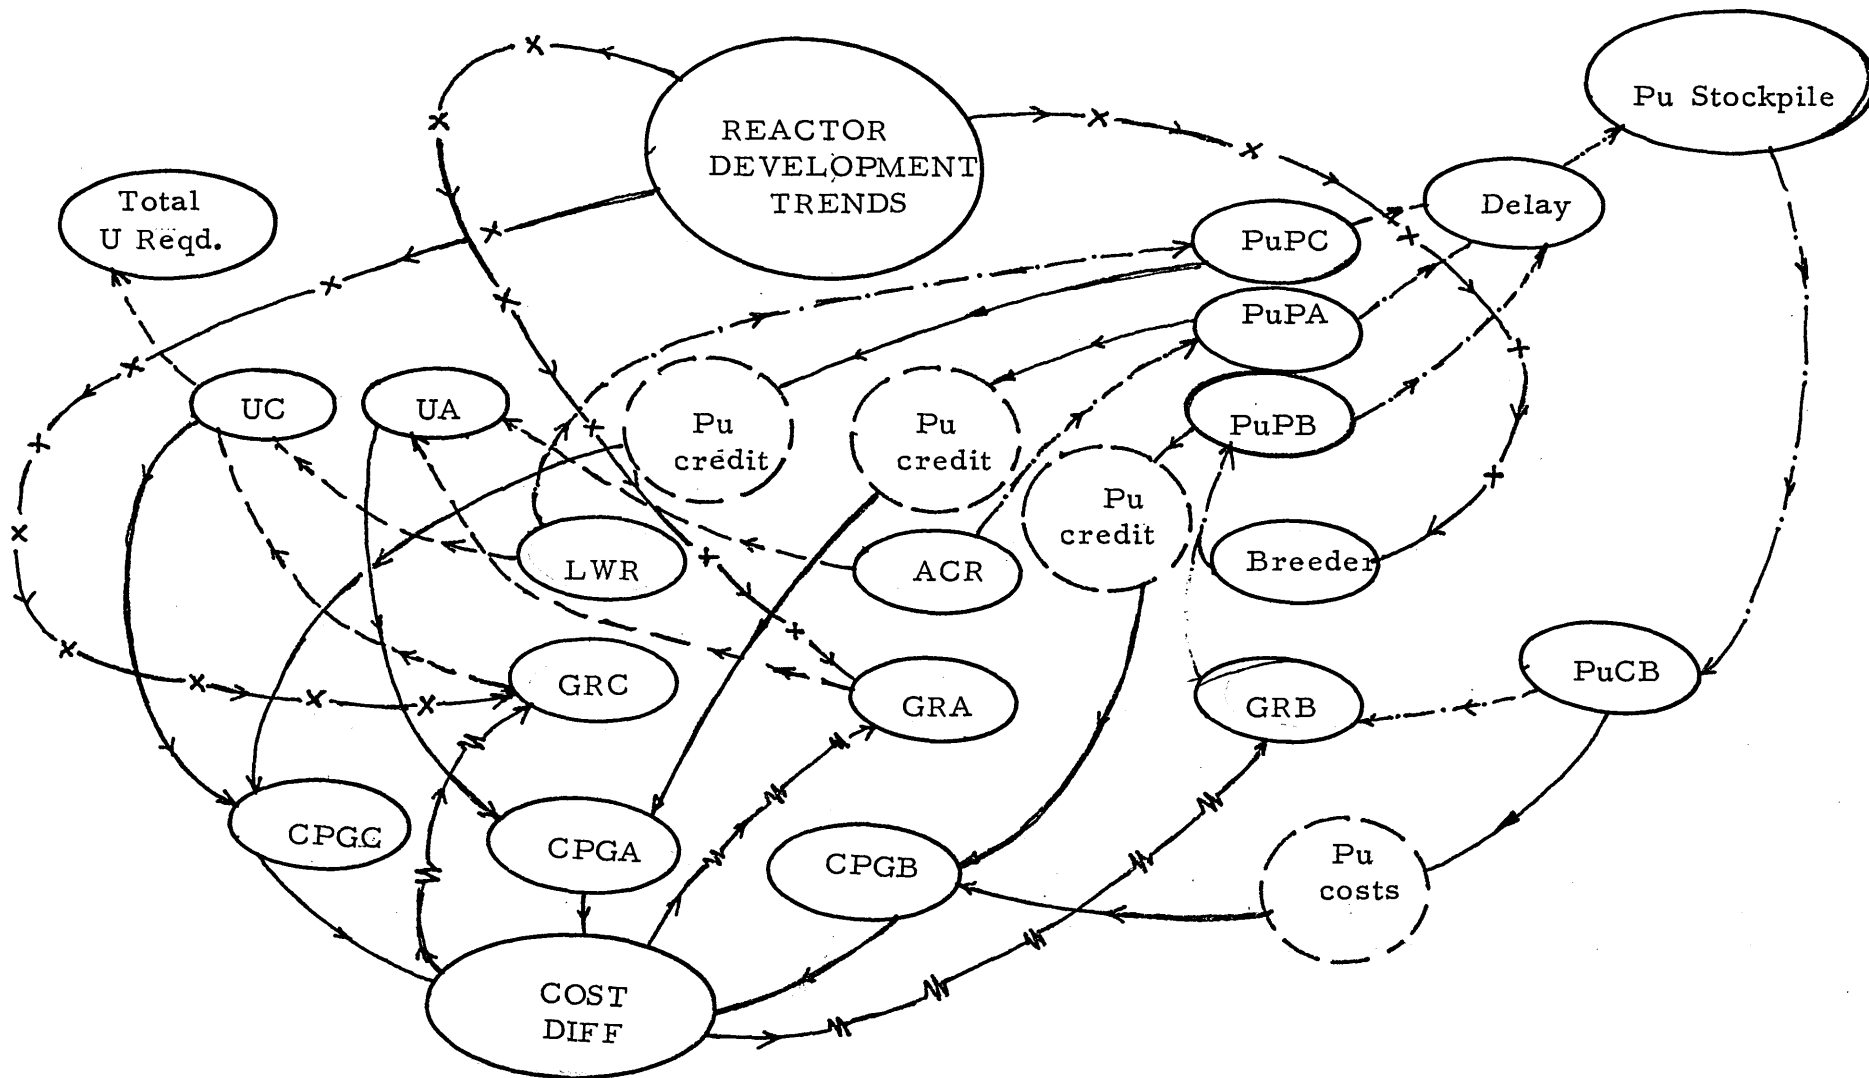 Pu Stockpile
REACTOR
DEVELOPMENT
TRENDS
Total
U Reqd.
Delay
PuPC
PuPA
PuPB
UC
UA
Pu
credit
Pu
credit
Pu
credit
LWR
ACR
Breeder
GRC
GRA
GRB
PuCB
CPGC
CPGA
CPGB
Pu
costs
COST
DIFF